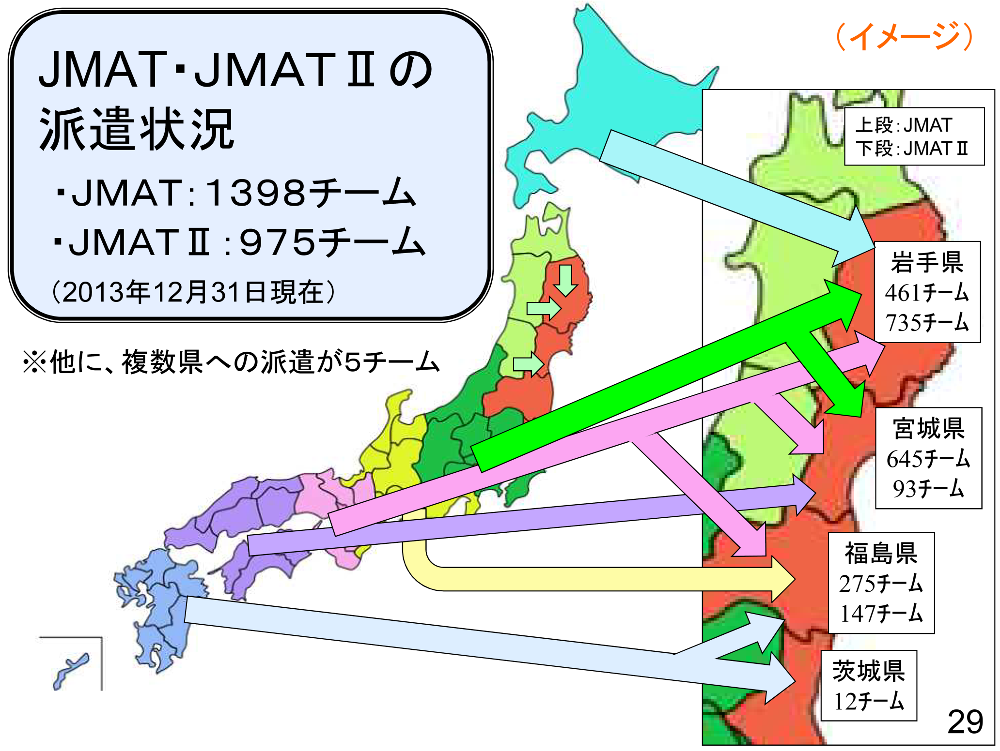 JMAT・ＪＭＡＴⅡの
派遣状況
・ＪＭＡＴ：１３９８チーム
・ＪＭＡＴⅡ：９７５チーム
（2013年12月31日現在）
※他に、複数県への派遣が５チーム
（イメージ）
上段：JMAT
下段：JMATⅡ
岩手県
461チーム
735チーム
宮城県
645チーム
93チーム
福島県
275チーム
147チーム
茨城県
12チーム
29